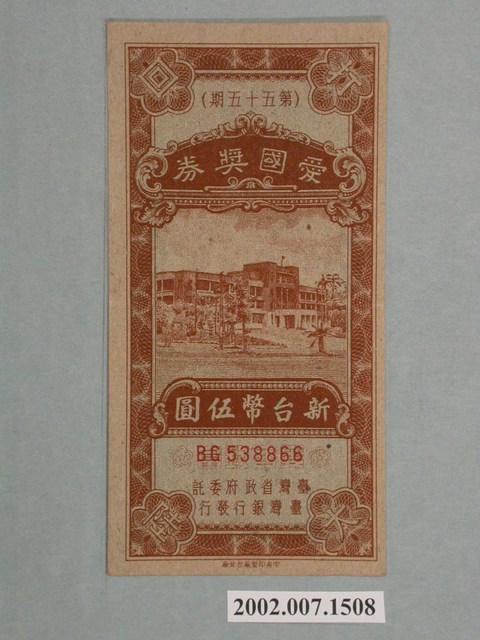 (第五十五期)
愛國獎券
新台幣伍圓
BG538866
臺灣省政府委託
臺灣銀行發行
2002.007.1508